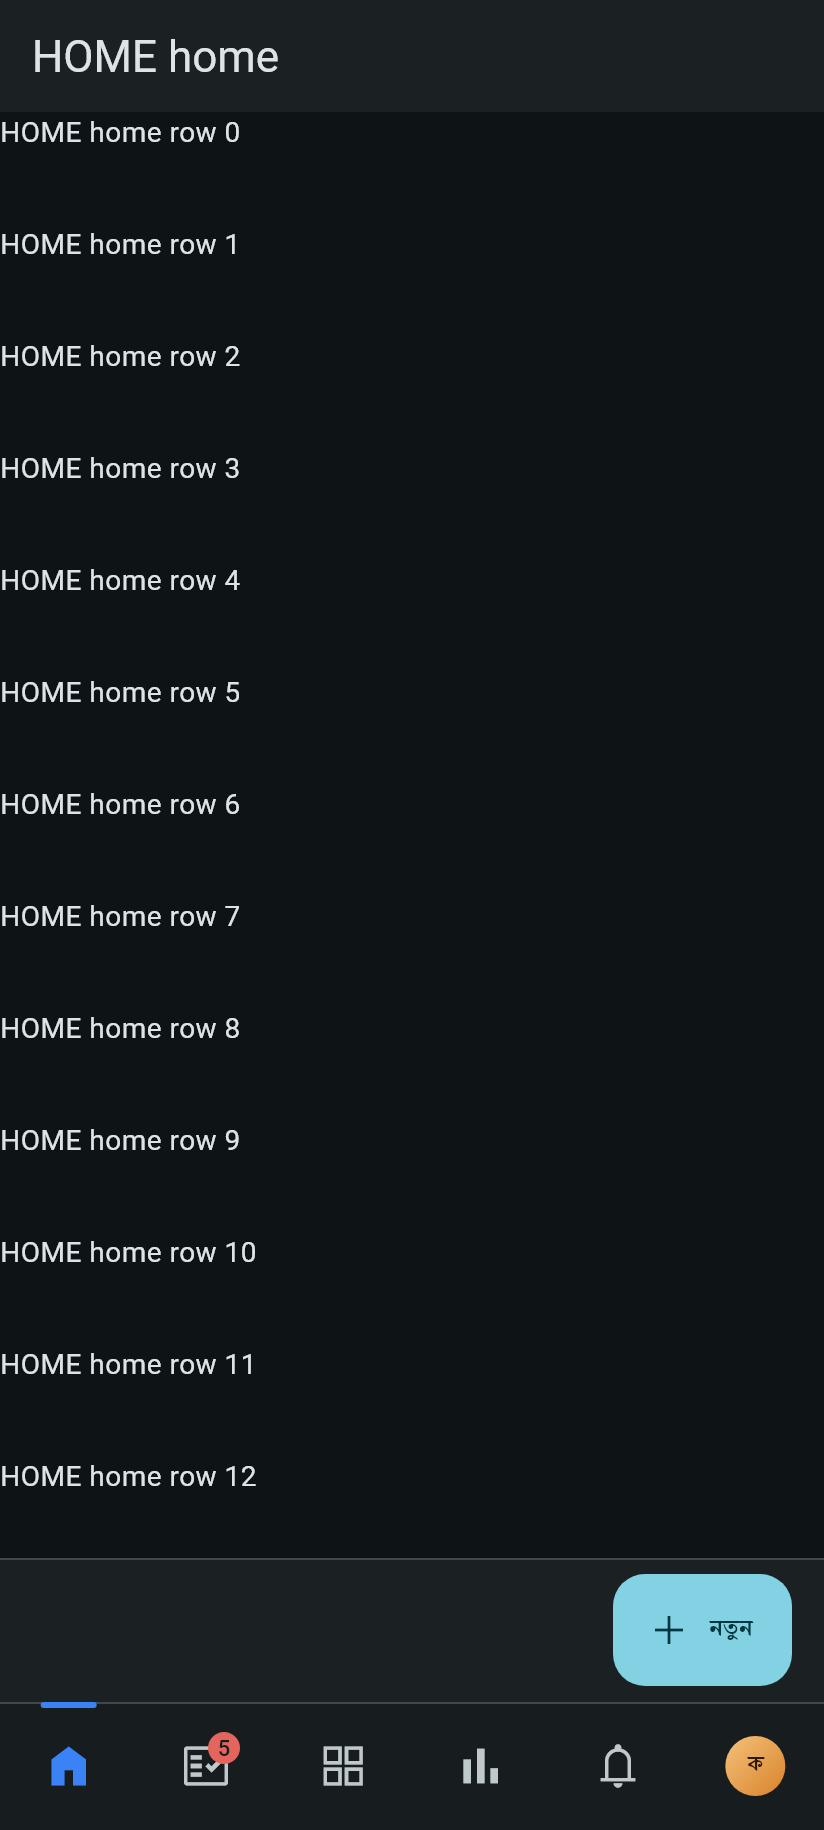 HOME home
HOME home row 0
HOME home row 1
HOME home row 2
HOME home row 3
HOME home row 4
HOME home row 5
HOME home row 6
HOME home row 7
HOME home row 8
HOME home row 9
HOME home row 10
HOME home row 11
HOME home row 12
নতুন
5
ক